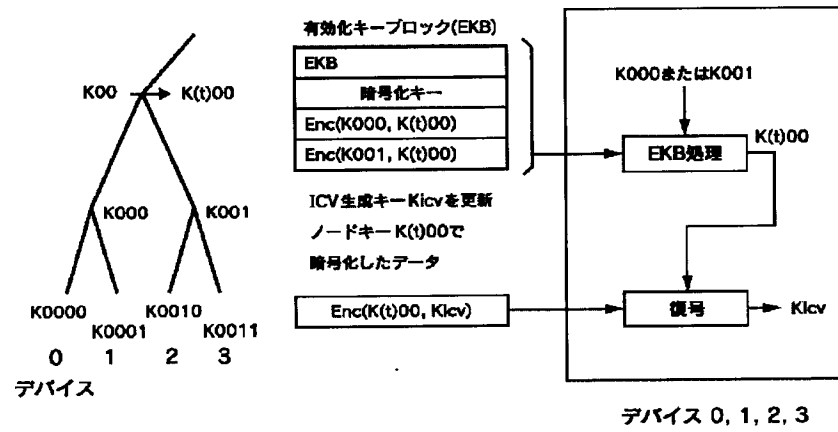 K00
K(t)00
K000
K001
K0000
K0001
K0010
K0011
0 1 2 3
デバイス
有効化キーブロック(EKB)
EKB
暗号化キー
Enc(K000, K(t)00)
Enc(K001, K(t)00)
ICV生成キーKicvを更新
ノードキーK(t)00で
暗号化したデータ
Enc(K(t)00, Kicv)
K000またはK001
EKB処理
K(t)00
復号
Kicv
デバイス 0, 1, 2, 3